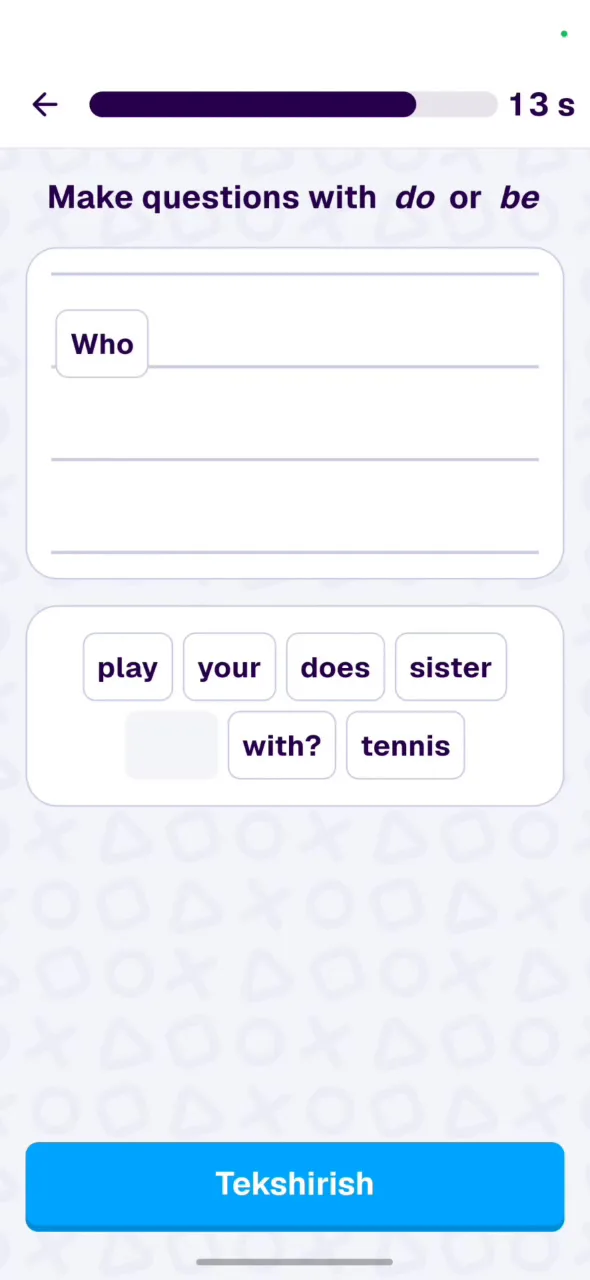 13 s
Make questions with do or be
Who
play your does sister
with? tennis
Tekshirish